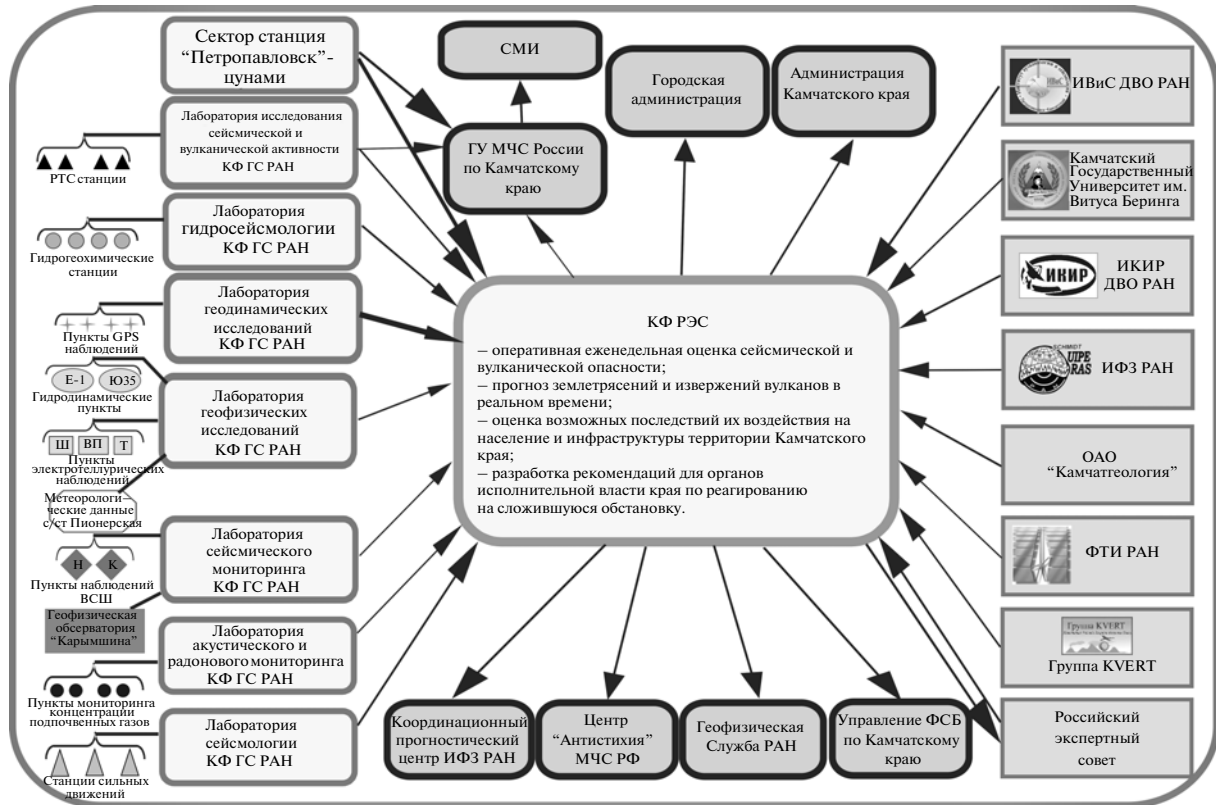 Сектор станция
“Петропавловск”-
цунами
Лаборатория исследования
сейсмической и
вулканической активности
КФ ГС РАН
РТС станции
Лаборатория
гидросейсмологии
КФ ГС РАН
Гидрогеохимические
станции
Лаборатория
геодинамических
исследований
КФ ГС РАН
Пункты GPS
наблюдений
Е-1
Ю35
Гидродинамические
пункты
Лаборатория
геофизических
исследований
КФ ГС РАН
Ш
ВП
Т
Пункты
электротеллурических
наблюдений
Метеорологи–
ческие данные
с/ст Пионерская
Лаборатория
сейсмического
мониторинга
КФ ГС РАН
Н
К
Пункты наблюдений
ВСШ
Геофизическая
обсерватория
“Карымшина”
Лаборатория
акустического и
радонового мониторинга
КФ ГС РАН
Пункты мониторинга
концентрации
подпочвенных газов
Лаборатория
сейсмологии
КФ ГС РАН
Станции сильных
движений
СМИ
ГУ МЧС России
по Камчатскому
краю
Городская
администрация
Администрация
Камчатского края
КФ РЭС
– оперативная еженедельная оценка сейсмической и
вулканической опасности;
– прогноз землетрясений и извержений вулканов в
реальном времени;
– оценка возможных последствий их воздействия на
население и инфраструктуры территории Камчатского
края;
– разработка рекомендаций для органов
исполнительной власти края по реагированию
на сложившуюся обстановку.
Координационный
прогностический
центр ИФЗ РАН
Центр
“Антистихия”
МЧС РФ
Геофизическая
Служба РАН
Управление ФСБ
по Камчатскому
краю
ИВиС ДВО РАН
Камчатский
Государственный
Университет им.
Витуса Беринга
ИКИР
ИКИР
ДВО РАН
SCHMIDT
UIPE
RAS
ИФЗ РАН
ОАО
“Камчатгеология”
ФТИ РАН
Группа KVERT
Группа KVERT
Российский
экспертный
совет